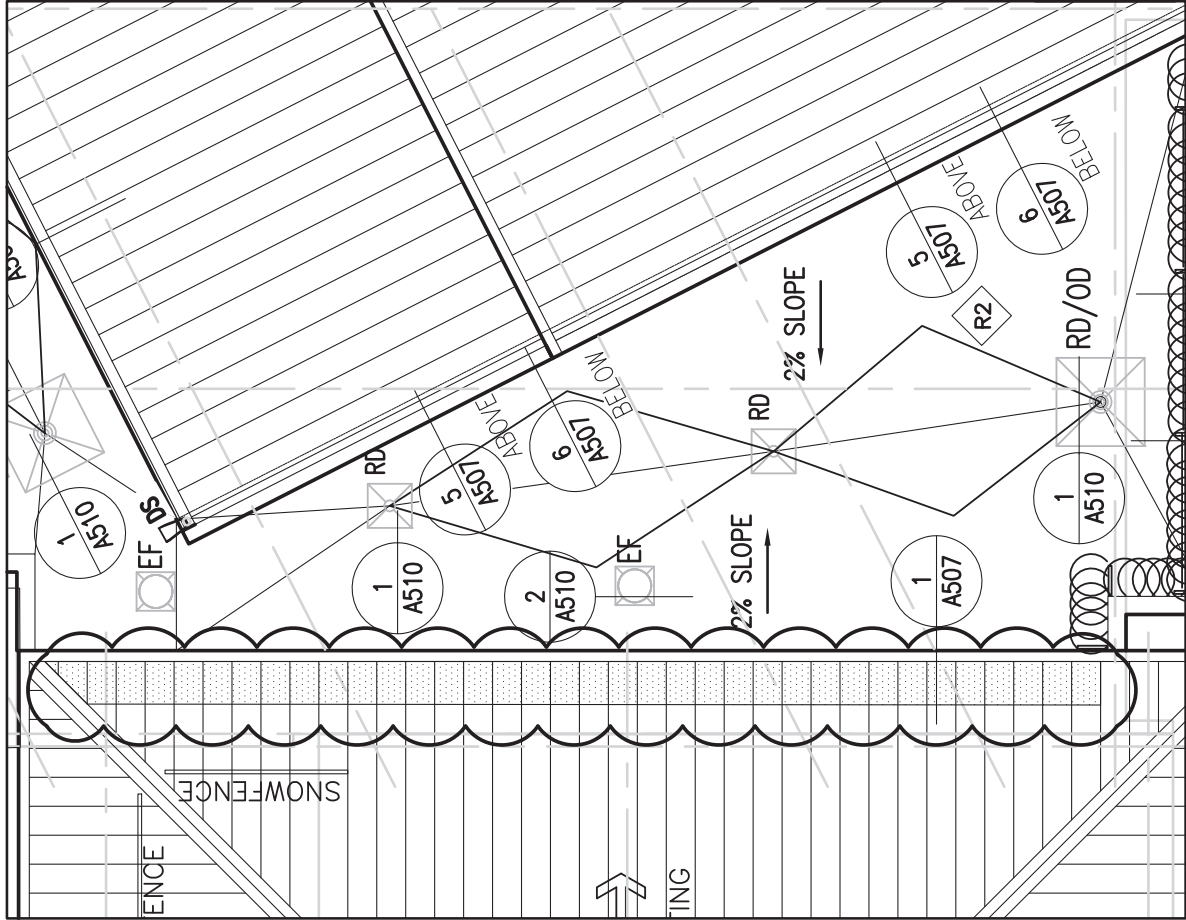 1
A510
DS
EF
RD
5
A507
ABOVE
6
A507
BELOW
1
A510
2
A510
EF
2% SLOPE
2% SLOPE
RD
5
A507
ABOVE
6
A507
BELOW
R2
RD/OD
1
A510
1
A507
SNOWFENCE
ENCE
TING